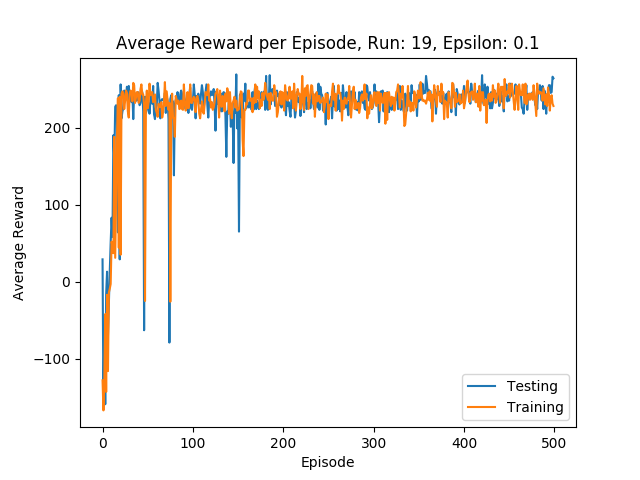 Average Reward per Episode, Run: 19, Epsilon: 0.1
Average Reward
200
100
0
−100
0
100
200
300
400
500
Episode
Testing
Training